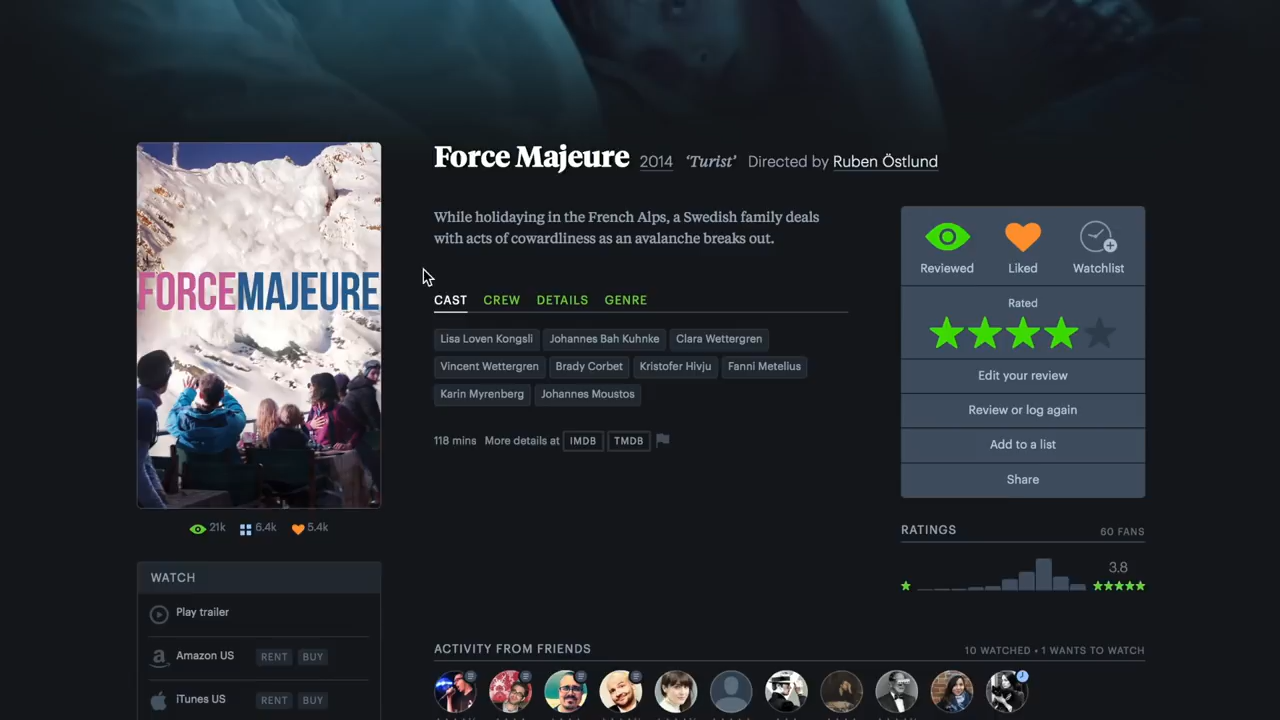 Force Majeure 2014 ‘Turist’ Directed by Ruben Östlund
While holidaying in the French Alps, a Swedish family deals
with acts of cowardliness as an avalanche breaks out.
FORCEMAJEURE
21k 6.4k 5.4k
WATCH
Play trailer
Amazon US RENT BUY
iTunes US RENT BUY
CAST CREW DETAILS GENRE
Lisa Loven Kongsli Johannes Bah Kuhnke Clara Wettergren
Vincent Wettergren Brady Corbet Kristofer Hivju Fanni Metelius
Karin Myrenberg Johannes Moustos
118 mins More details at IMDB TMDB
Reviewed Liked Watchlist
Rated
Edit your review
Review or log again
Add to a list
Share
RATINGS 60 FANS
3.8
ACTIVITY FROM FRIENDS 10 WATCHED • 1 WANTS TO WATCH